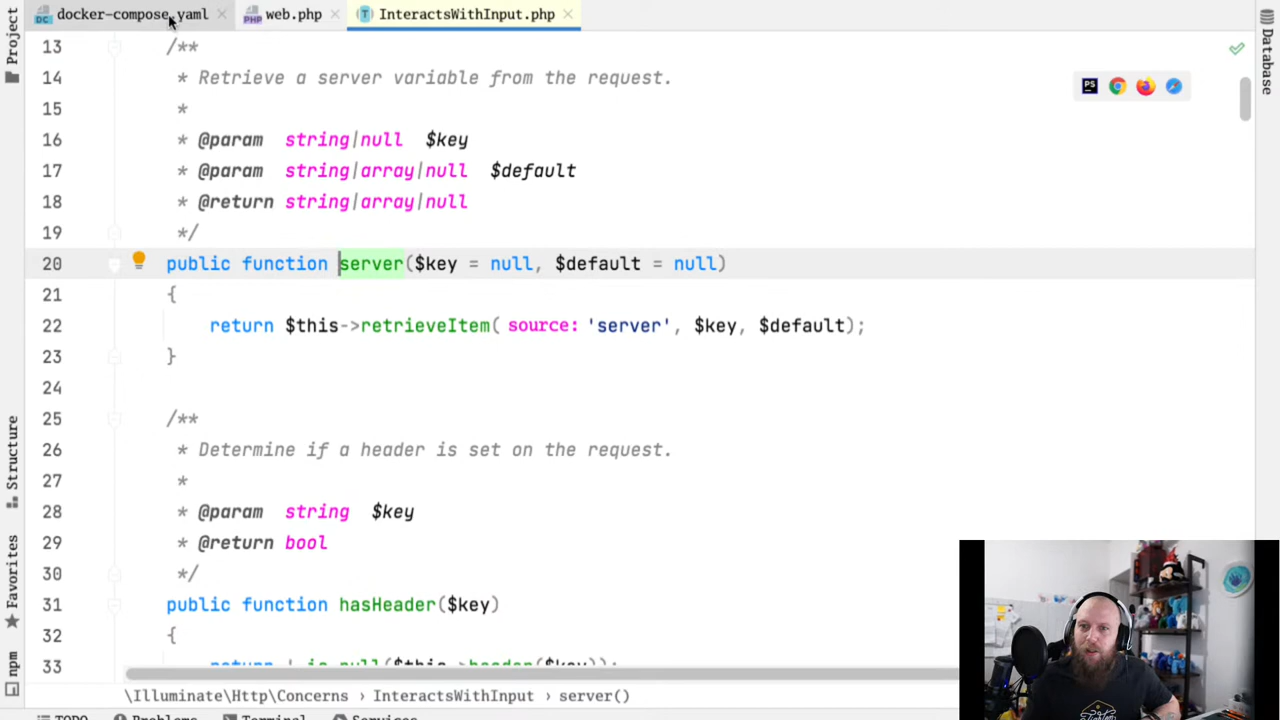 docker-compose.yaml
web.php
InteractsWithInput.php
Project
Database
Structure
Favorites
npm
13 /**
14 * Retrieve a server variable from the request.
15 *
16 * @param string|null $key
17 * @param string|array|null $default
18 * @return string|array|null
19 */
20 public function server($key = null, $default = null)
21 {
22 return $this->retrieveItem( source: 'server', $key, $default);
23 }
24
25 /**
26 * Determine if a header is set on the request.
27 *
28 * @param string $key
29 * @return bool
30 */
31 public function hasHeader($key)
32 {
33 return ! is_null($this->header($key));
\Illuminate\Http\Concerns › InteractsWithInput › server()
TODO Problems Terminal Services